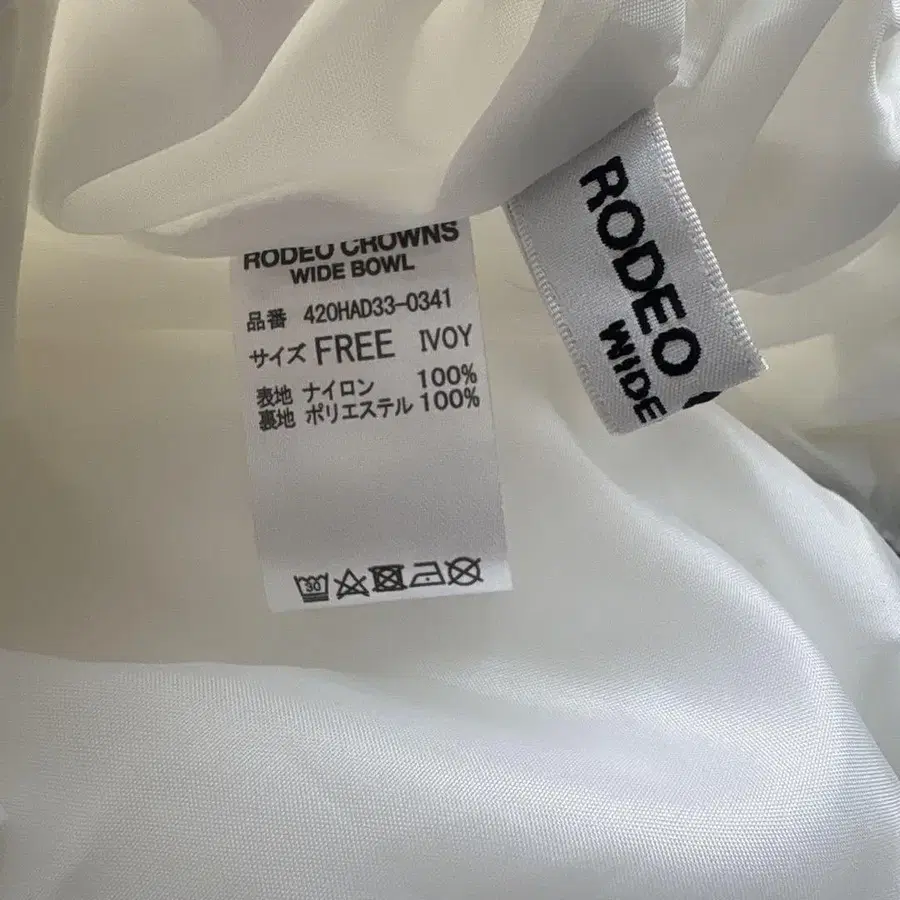 RODEO CROWNS
WIDE BOWL
品番 420HAD33-0341
サイズ FREE IVOY
表地 ナイロン 100%
裏地 ポリエステル 100%
30
RODEO
WIDE